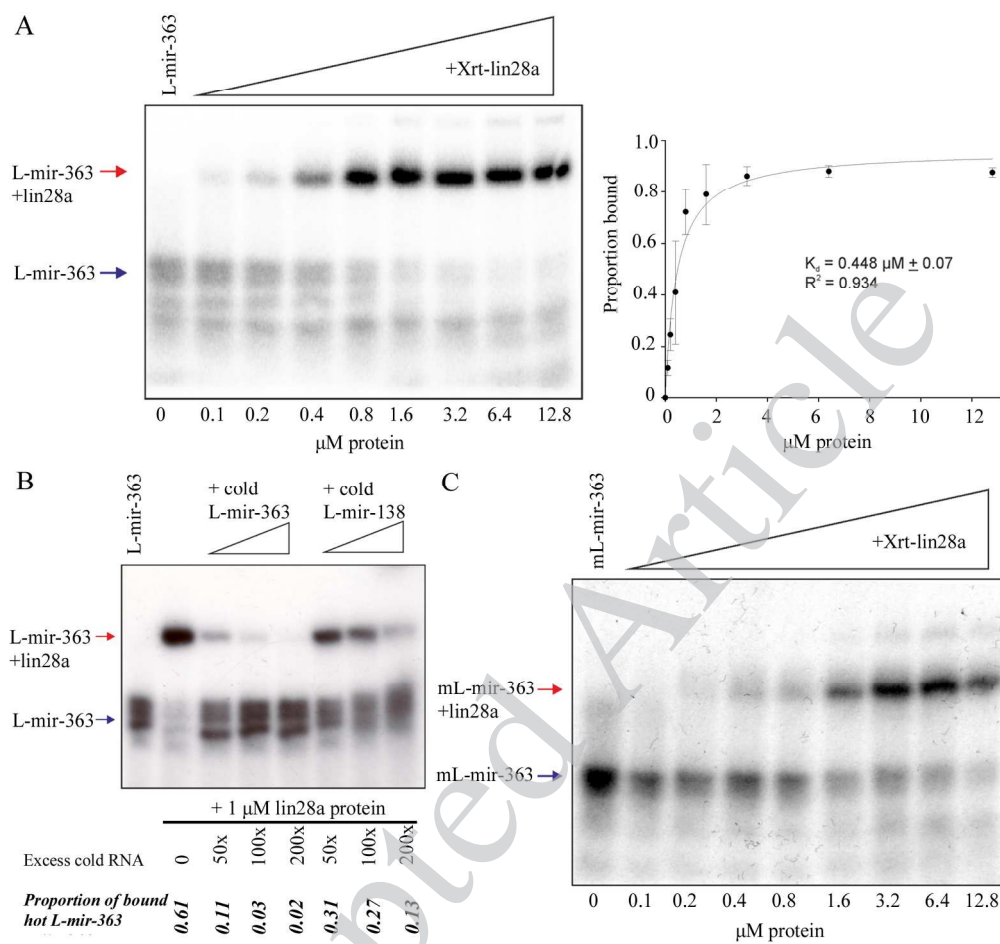 A
L-mir-363
+Xrt-lin28a
L-mir-363
+lin28a
L-mir-363
0 0.1 0.2 0.4 0.8 1.6 3.2 6.4 12.8
μM protein
1.0
0.8
0.6
0.4
0.2
0
Proportion bound
Kd = 0.448 μM ± 0.07
R² = 0.934
0 2 4 6 8 10 12
μM protein
B
L-mir-363
+ cold
L-mir-363
+ cold
L-mir-138
L-mir-363
+lin28a
L-mir-363
+ 1 μM lin28a protein
Excess cold RNA 0 50x 100x 200x 50x 100x 200x
Proportion of bound
hot L-mir-363 0.61 0.11 0.03 0.02 0.31 0.27 0.13
C
mL-mir-363
+Xrt-lin28a
mL-mir-363
+lin28a
mL-mir-363
0 0.1 0.2 0.4 0.8 1.6 3.2 6.4 12.8
μM protein
pted Article